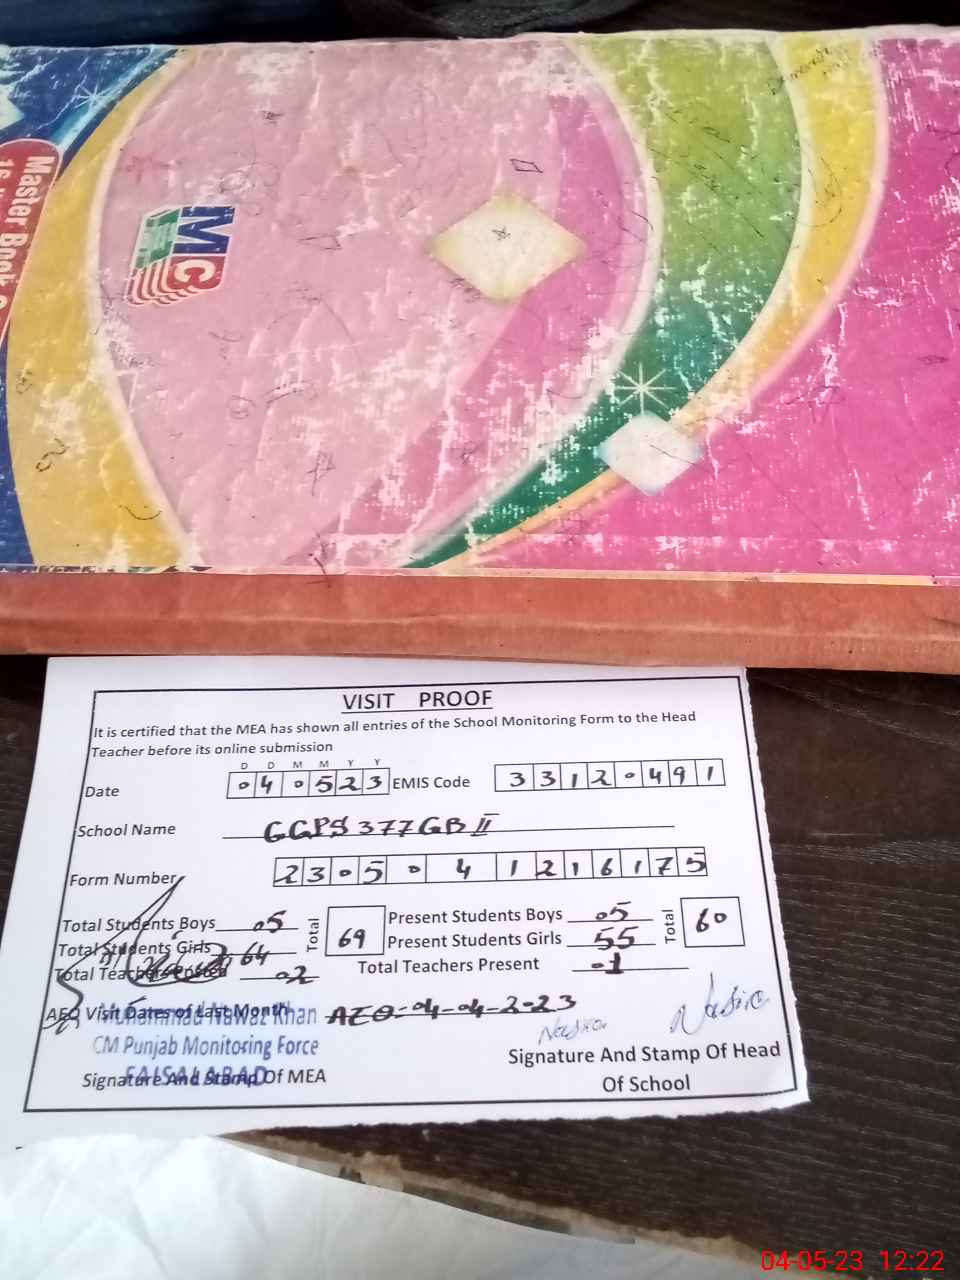 Master Book
MC
VISIT PROOF
It is certified that the MEA has shown all entries of the School Monitoring Form to the Head
Teacher before its online submission
D D M M Y Y
Date 040523 EMIS Code 33120491
School Name GGPS 377GB II
Form Number 2305041216175
Total Students Boys 05 Total 69 Present Students Boys 05 Total 60
Total Students Girls 64 Present Students Girls 55
Total Teachers Posted 02 Total Teachers Present 01
AEO Visit Dates of Last Month AEO-04-04-2023
Muhammad Nawaz Khan
CM Punjab Monitoring Force
FAISALABAD
Signature And Stamp Of MEA
Signature And Stamp Of Head
Of School
04-05-23 12:22